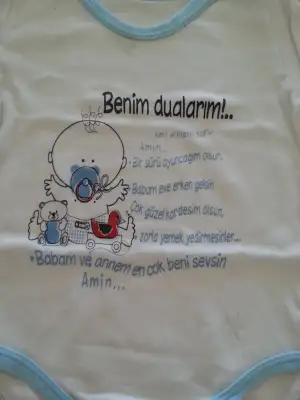 Benim dualarım!..
Amin...
• Bir sürü oyuncağım olsun.
Babam eve erken gelsin
Çok güzel kardeşim olsun,
• zorla yemek yedirmesinler...
• Babam ve annem en çok beni sevsin
Amin...